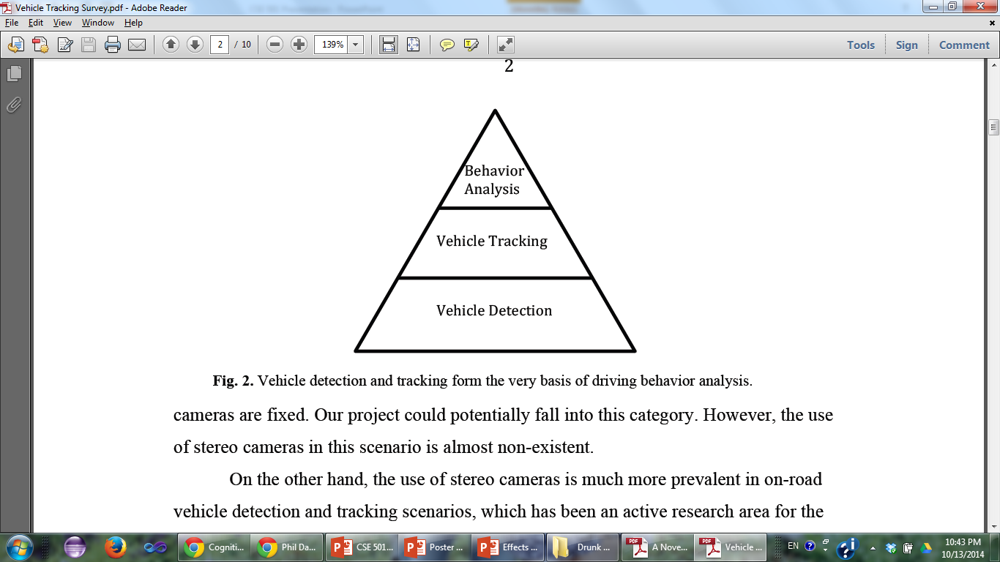 Vehicle Tracking Survey.pdf - Adobe Reader
File Edit View Window Help
2 / 10 139% Tools Sign Comment
2
Behavior
Analysis
Vehicle Tracking
Vehicle Detection
Fig. 2. Vehicle detection and tracking form the very basis of driving behavior analysis.
cameras are fixed. Our project could potentially fall into this category. However, the use
of stereo cameras in this scenario is almost non-existent.
On the other hand, the use of stereo cameras is much more prevalent in on-road
vehicle detection and tracking scenarios, which has been an active research area for the
Cogniti... Phil Da... CSE 501... Poster ... Effects ... Drunk ... A Nove... Vehicle ... EN 10:43 PM
10/13/2014